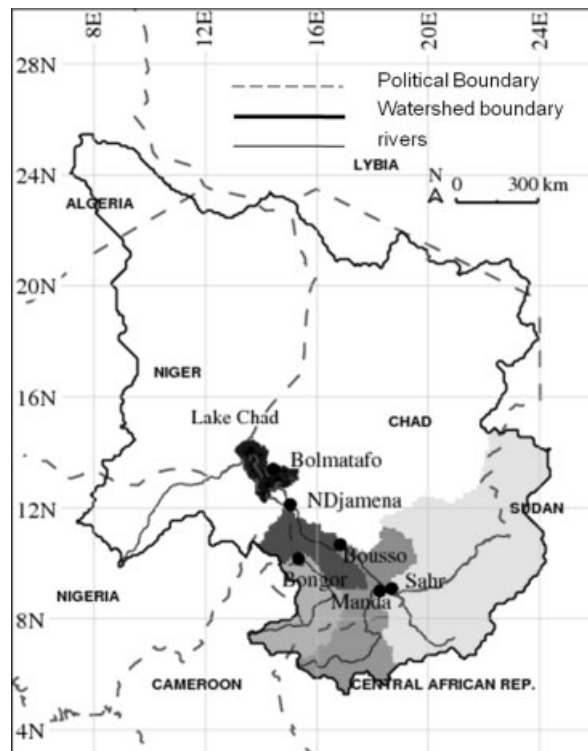 8E 12E 16E 20E 24E
28N
Political Boundary
Watershed boundary
rivers
LYBIA
N
0 300 km
24N
ALGERIA
20N
NIGER
16N
CHAD
Lake Chad
Bolmatafo
NDjamena
12N
SUDAN
Bousso
Bongor
Sahr
Manda
NIGERIA
8N
CAMEROON
CENTRAL AFRICAN REP.
4N